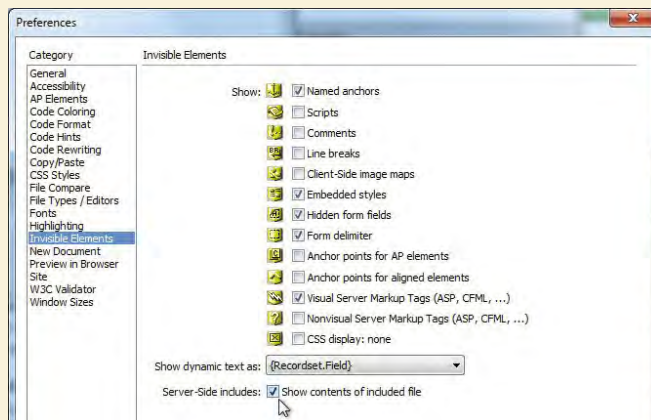 Preferences
Category
General
Accessibility
AP Elements
Code Coloring
Code Format
Code Hints
Code Rewriting
Copy/Paste
CSS Styles
File Compare
File Types / Editors
Fonts
Highlighting
Invisible Elements
New Document
Preview in Browser
Site
W3C Validator
Window Sizes
Invisible Elements
Show:
Named anchors
Scripts
Comments
Line breaks
Client-Side image maps
Embedded styles
Hidden form fields
Form delimiter
Anchor points for AP elements
Anchor points for aligned elements
Visual Server Markup Tags (ASP, CFML, ...)
Nonvisual Server Markup Tags (ASP, CFML, ...)
CSS display: none
Show dynamic text as: {Recordset.Field}
Server-Side includes: Show contents of included file